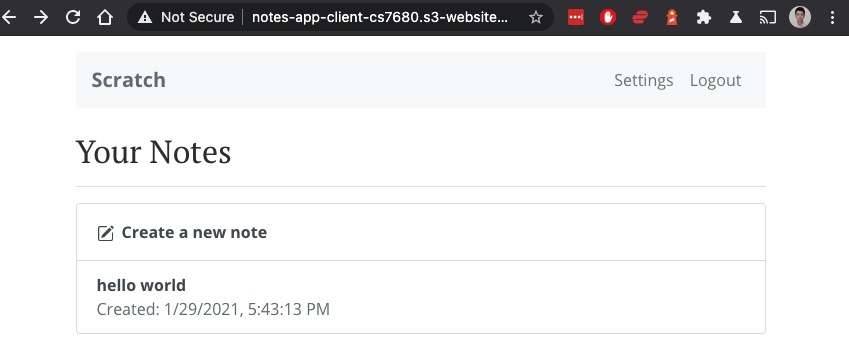 Not Secure | notes-app-client-cs7680.s3-website...
Scratch Settings Logout
Your Notes
Create a new note
hello world
Created: 1/29/2021, 5:43:13 PM